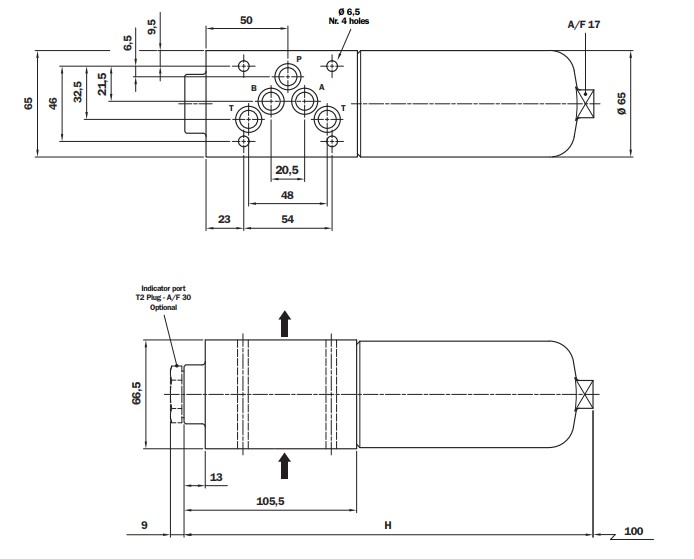 50
9,5
6,5
Ø 6,5
Nr. 4 holes
A/F 17
P
B
A
T
T
65
46
32,5
21,5
Ø 65
20,5
48
23
54
Indicator port
T2 Plug - A/F 30
Optional
66,5
13
105,5
9
H
100